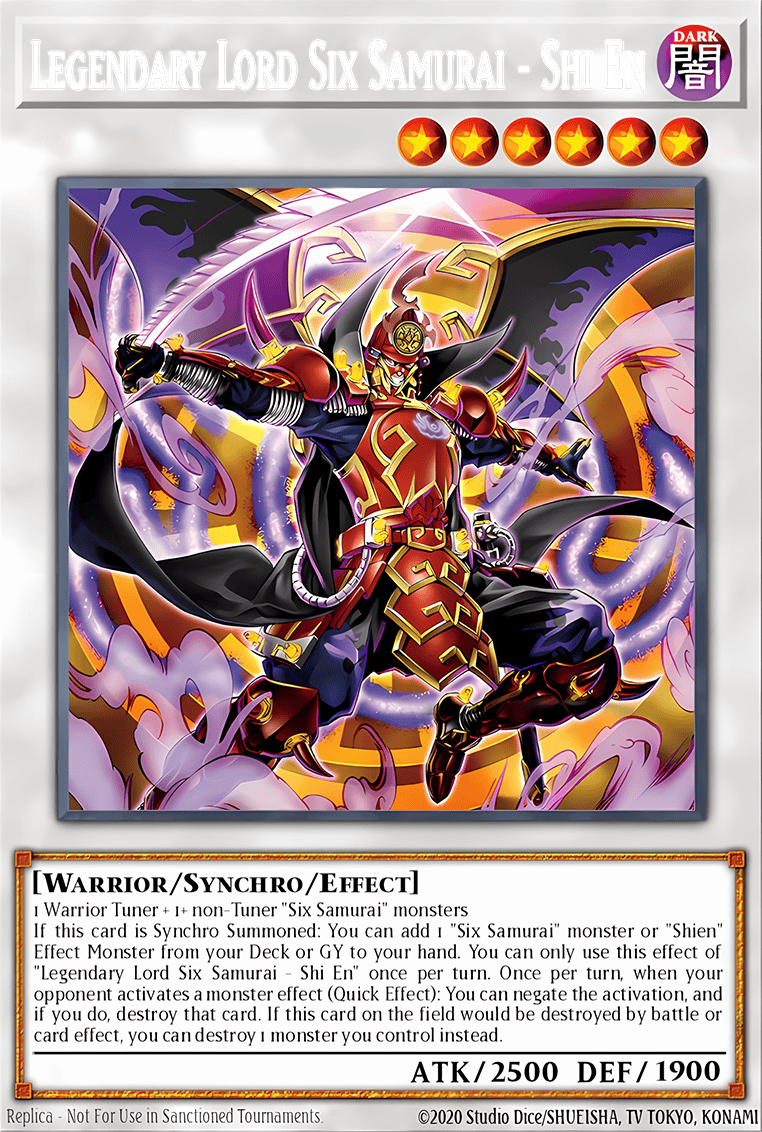 Legendary Lord Six Samurai - Shi En
DARK
闇
[Warrior/Synchro/Effect]
1 Warrior Tuner + 1+ non-Tuner "Six Samurai" monsters
If this card is Synchro Summoned: You can add 1 "Six Samurai" monster or "Shien"
Effect Monster from your Deck or GY to your hand. You can only use this effect of
"Legendary Lord Six Samurai - Shi En" once per turn. Once per turn, when your
opponent activates a monster effect (Quick Effect): You can negate the activation, and
if you do, destroy that card. If this card on the field would be destroyed by battle or
card effect, you can destroy 1 monster you control instead.
ATK/2500 DEF/1900
Replica - Not For Use in Sanctioned Tournaments.
©2020 Studio Dice/SHUEISHA, TV TOKYO, KONAMI